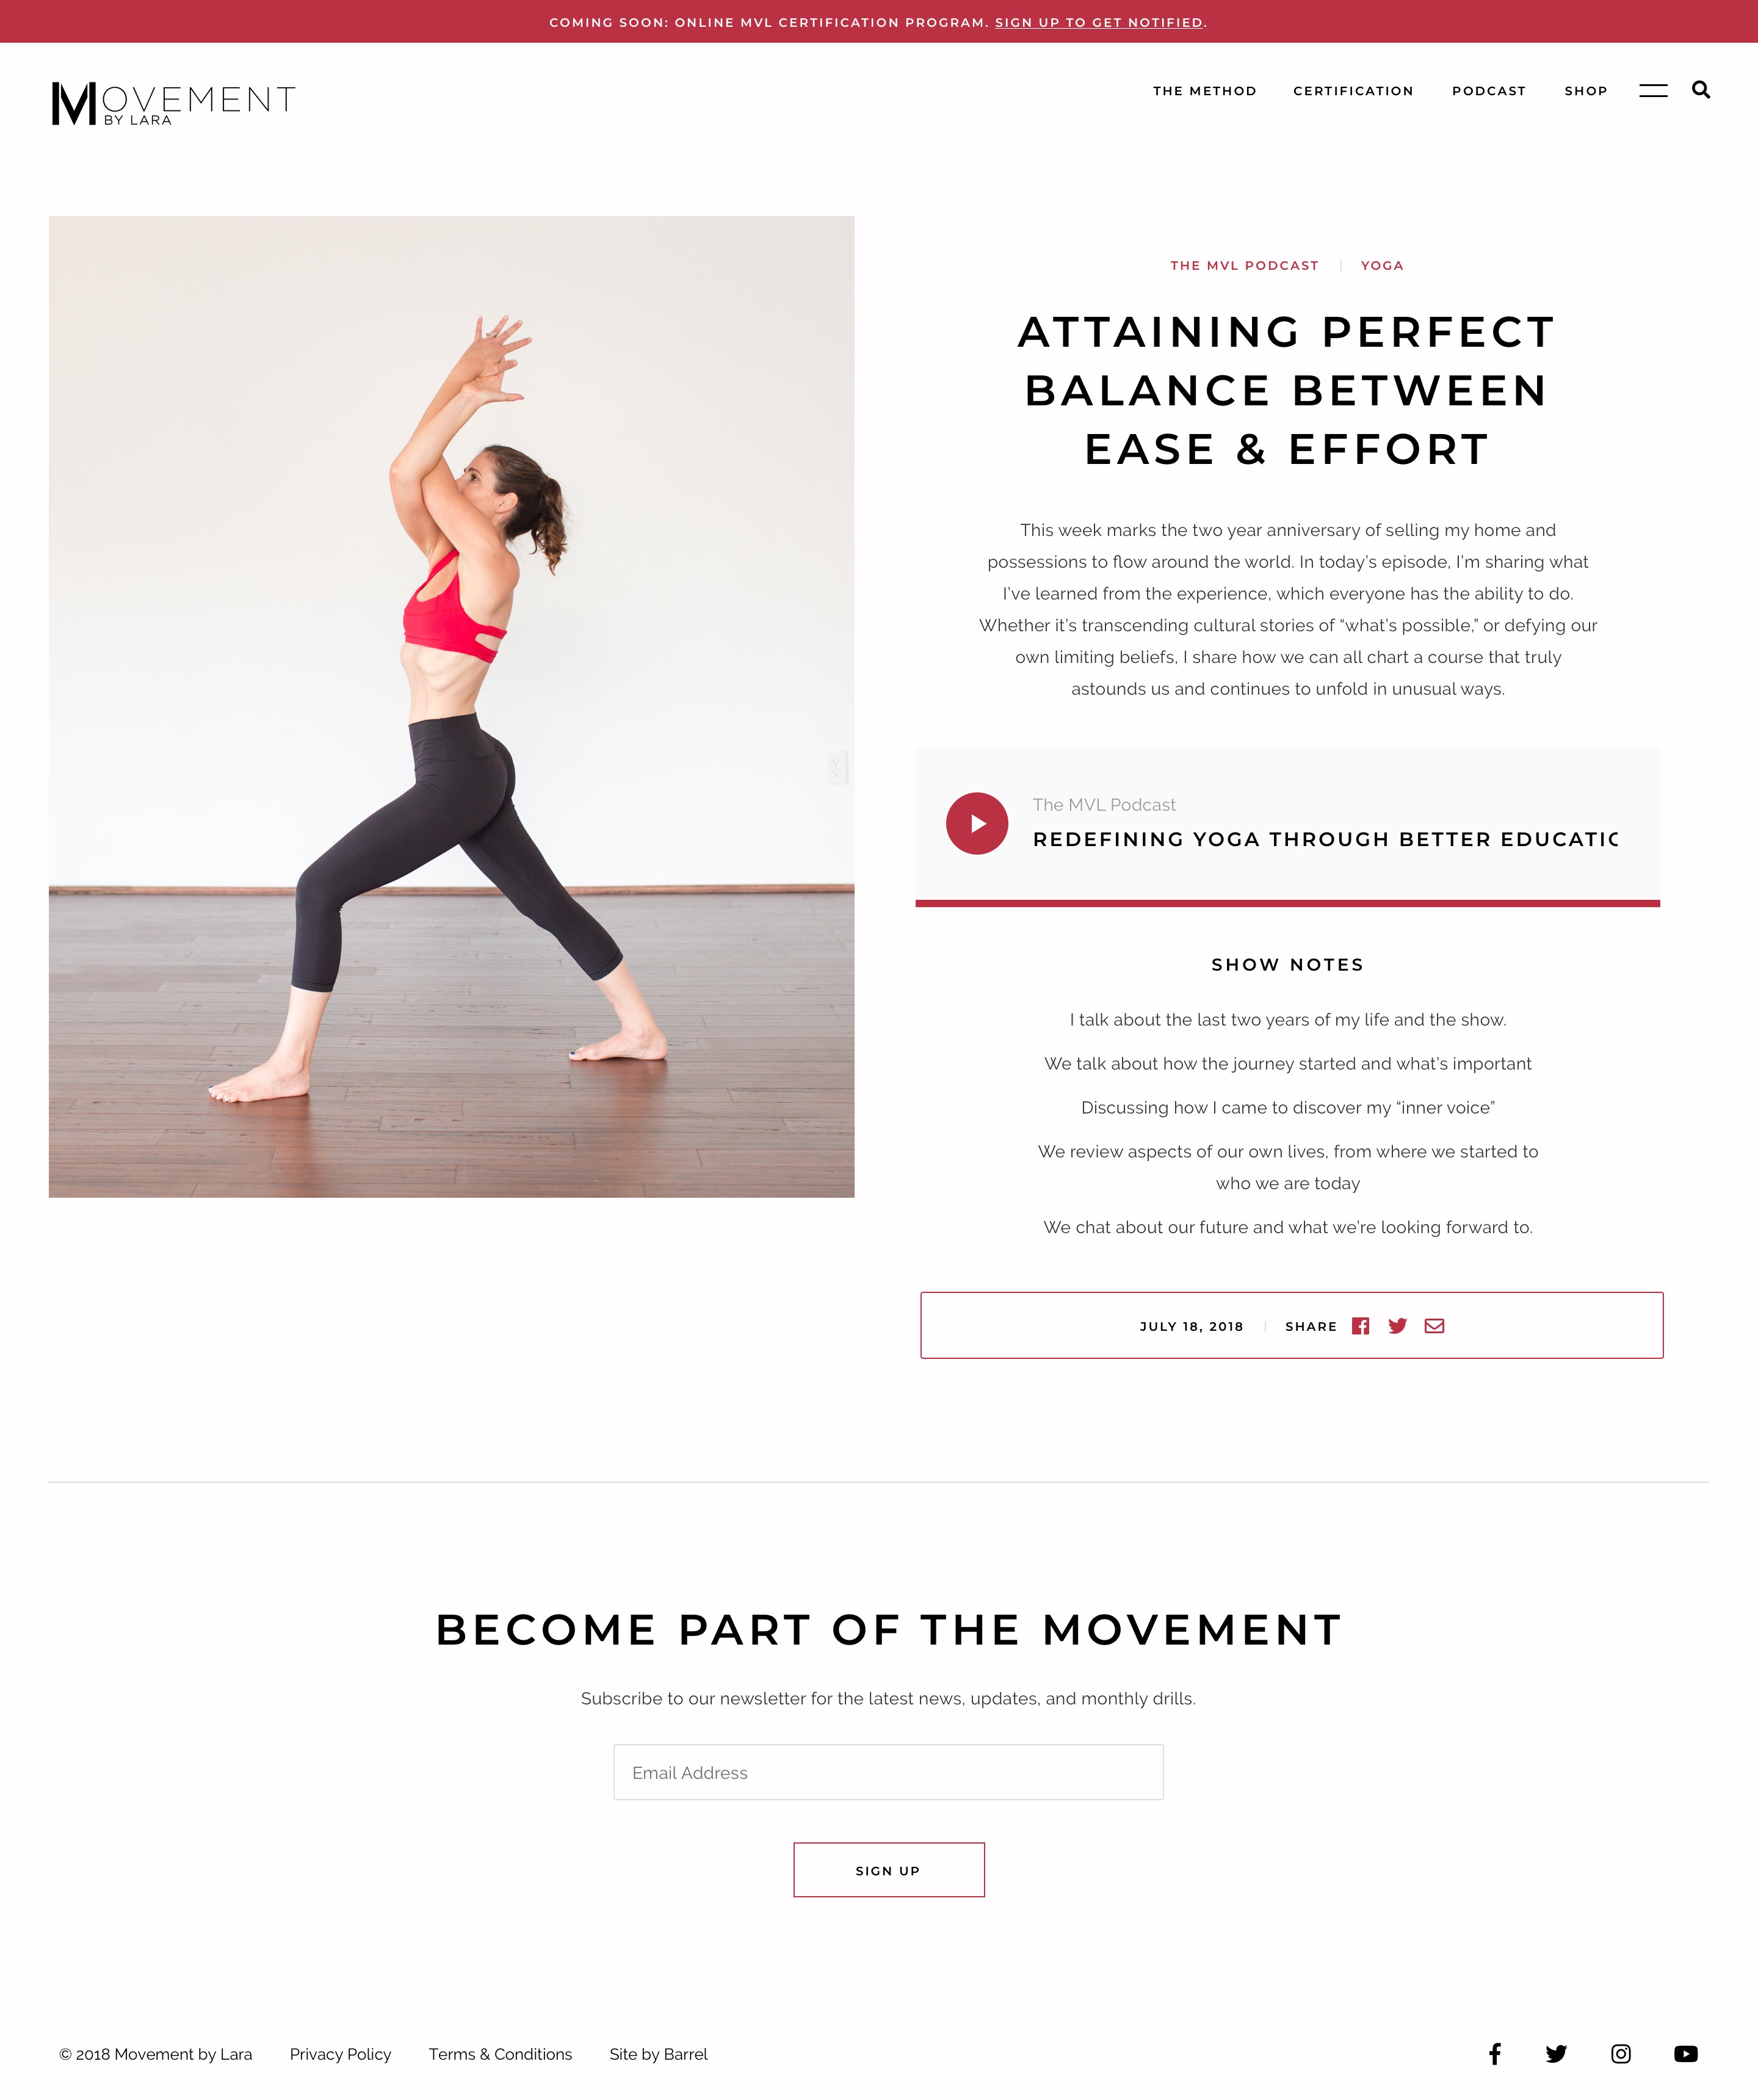 COMING SOON: ONLINE MVL CERTIFICATION PROGRAM. SIGN UP TO GET NOTIFIED.
MOVEMENT
BY LARA
THE METHOD CERTIFICATION PODCAST SHOP
THE MVL PODCAST | YOGA
ATTAINING PERFECT
BALANCE BETWEEN
EASE & EFFORT
This week marks the two year anniversary of selling my home and
possessions to flow around the world. In today’s episode, I’m sharing what
I’ve learned from the experience, which everyone has the ability to do.
Whether it’s transcending cultural stories of “what’s possible,” or defying our
own limiting beliefs, I share how we can all chart a course that truly
astounds us and continues to unfold in unusual ways.
The MVL Podcast
REDEFINING YOGA THROUGH BETTER EDUCATIO
SHOW NOTES
I talk about the last two years of my life and the show.
We talk about how the journey started and what’s important
Discussing how I came to discover my “inner voice”
We review aspects of our own lives, from where we started to
who we are today
We chat about our future and what we’re looking forward to.
JULY 18, 2018 | SHARE
BECOME PART OF THE MOVEMENT
Subscribe to our newsletter for the latest news, updates, and monthly drills.
Email Address
SIGN UP
© 2018 Movement by Lara Privacy Policy Terms & Conditions Site by Barrel